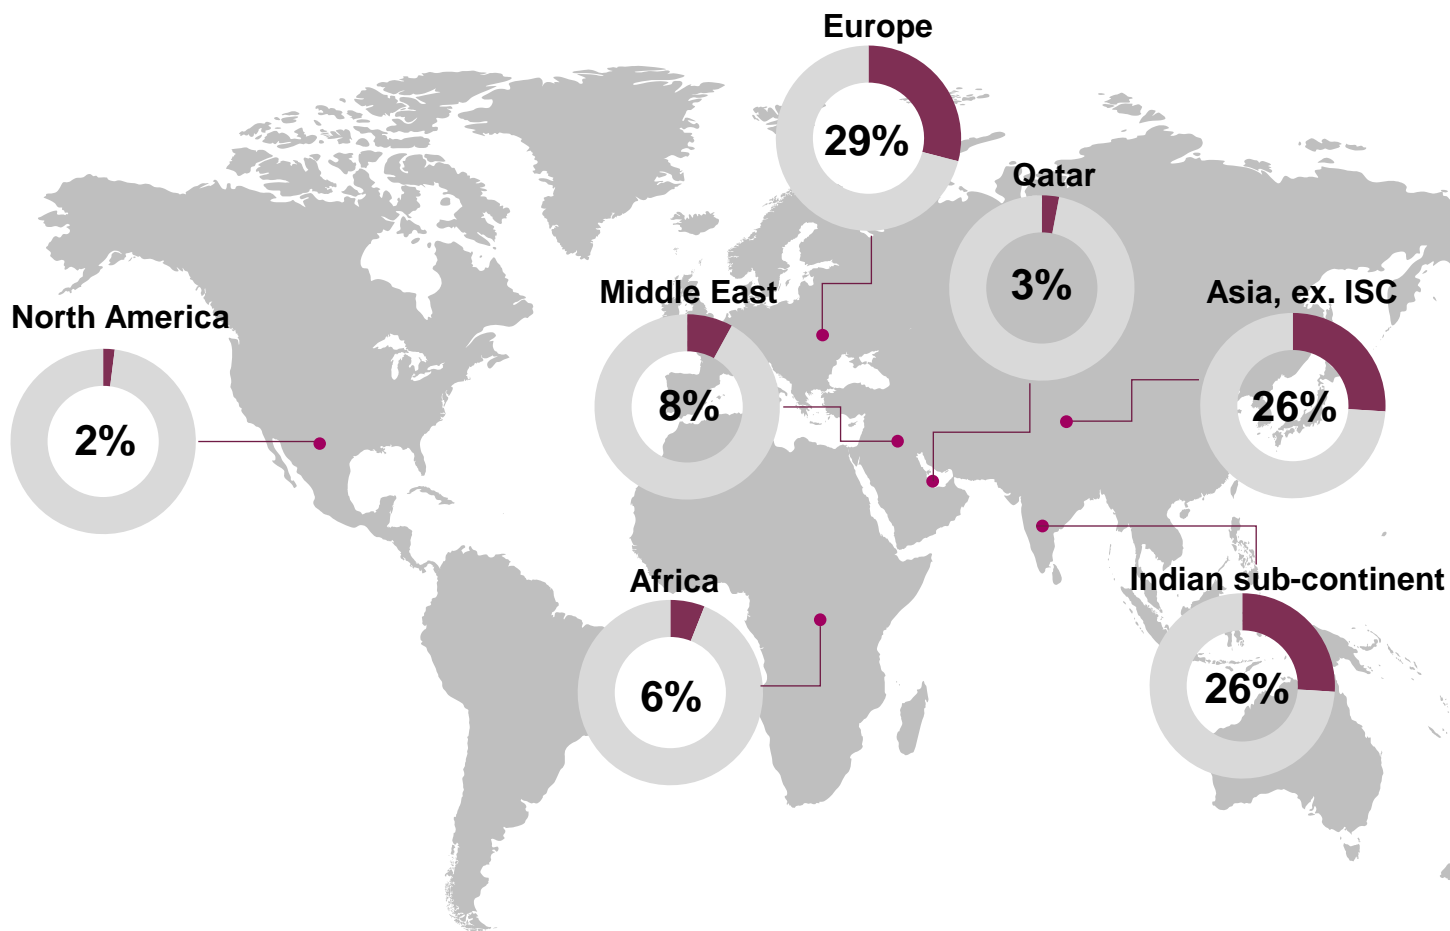 Europe
29%
Qatar
3%
Middle East
8%
Asia, ex. ISC
26%
North America
2%
Africa
6%
Indian sub-continent
26%